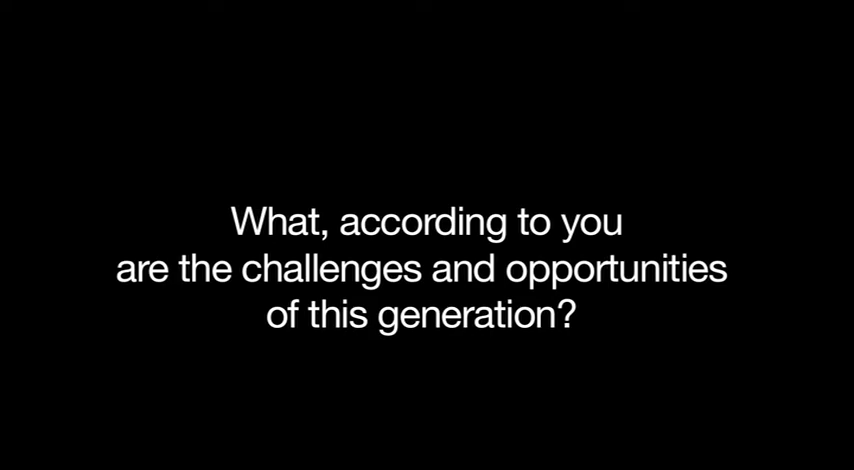 What, according to you
are the challenges and opportunities
of this generation?